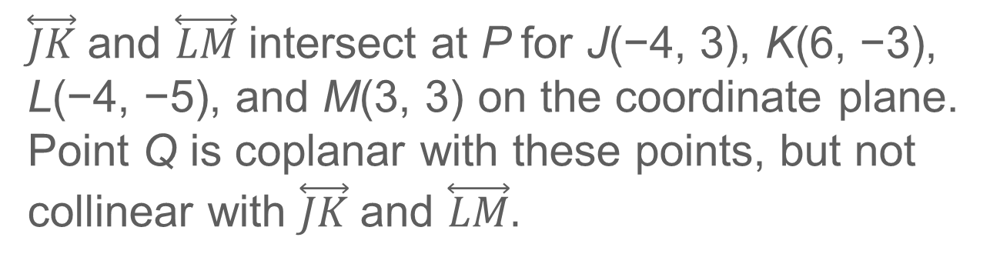 JK and LM intersect at P for J(−4, 3), K(6, −3),
L(−4, −5), and M(3, 3) on the coordinate plane.
Point Q is coplanar with these points, but not
collinear with JK and LM.